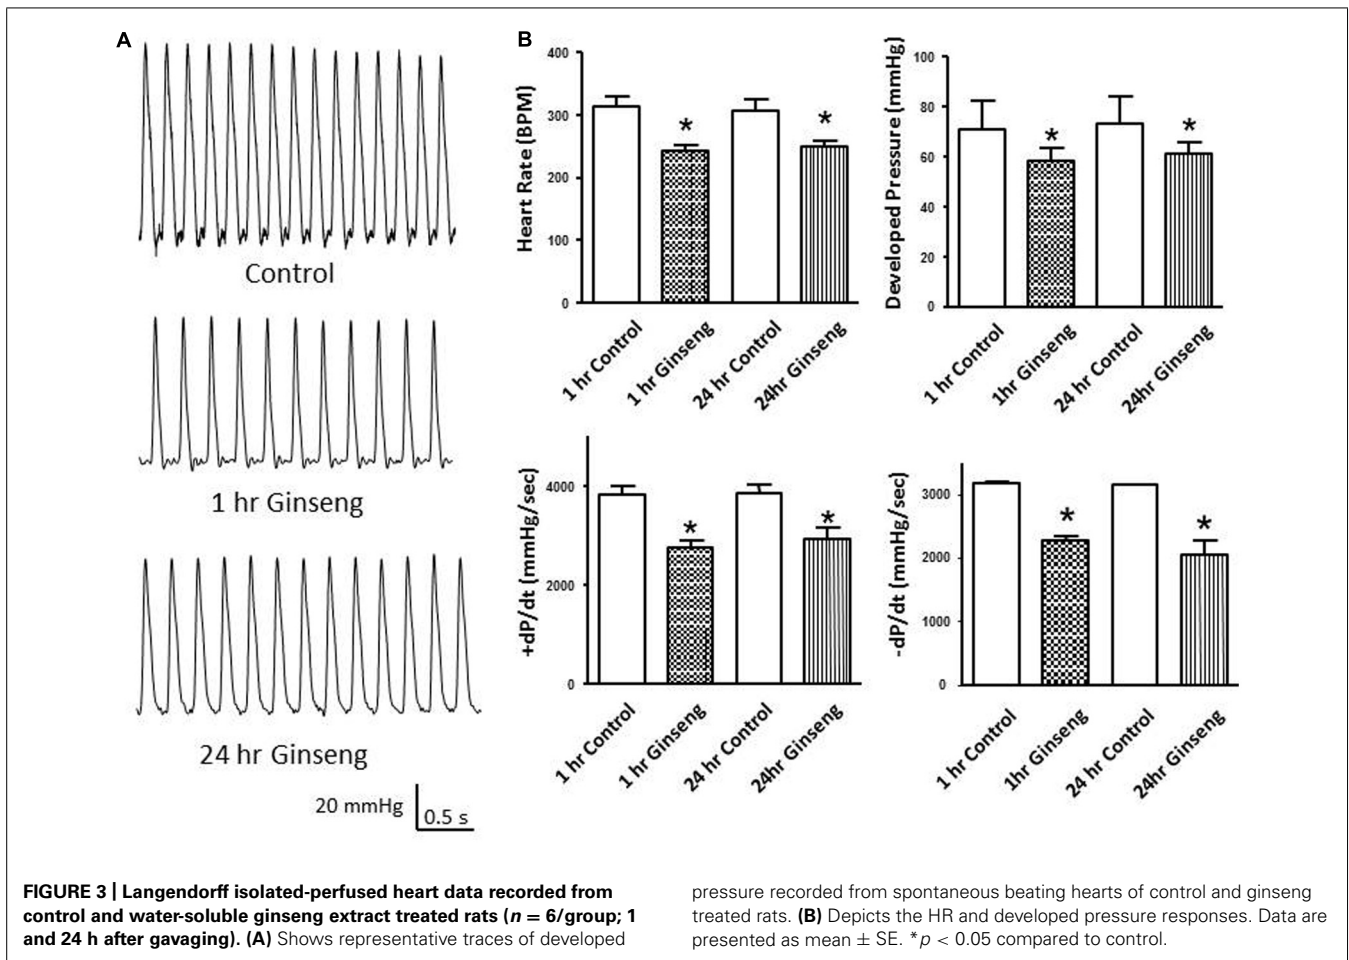 A
Control
1 hr Ginseng
24 hr Ginseng
20 mmHg
0.5 s
B
Heart Rate (BPM)
400
300
200
100
0
*
*
1 hr Control
1 hr Ginseng
24 hr Control
24hr Ginseng
Developed Pressure (mmHg)
100
80
60
40
20
0
*
*
1 hr Control
1hr Ginseng
24 hr Control
24hr Ginseng
+dP/dt (mmHg/sec)
4000
2000
0
*
*
1 hr Control
1 hr Ginseng
24 hr Control
24hr Ginseng
-dP/dt (mmHg/sec)
3000
2000
1000
0
*
*
1 hr Control
1hr Ginseng
24 hr Control
24hr Ginseng
FIGURE 3 | Langendorff isolated-perfused heart data recorded from
control and water-soluble ginseng extract treated rats (n = 6/group; 1
and 24 h after gavaging). (A) Shows representative traces of developed
pressure recorded from spontaneous beating hearts of control and ginseng
treated rats. (B) Depicts the HR and developed pressure responses. Data are
presented as mean ± SE. *p < 0.05 compared to control.